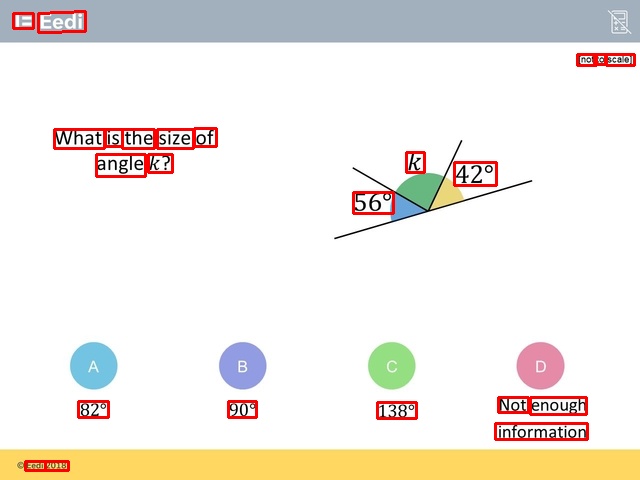 Eedi
[not to scale]
What is the size of
angle k?
k
42°
56°
A
B
C
D
82°
90°
138°
Not enough
information
© Eedi 2018